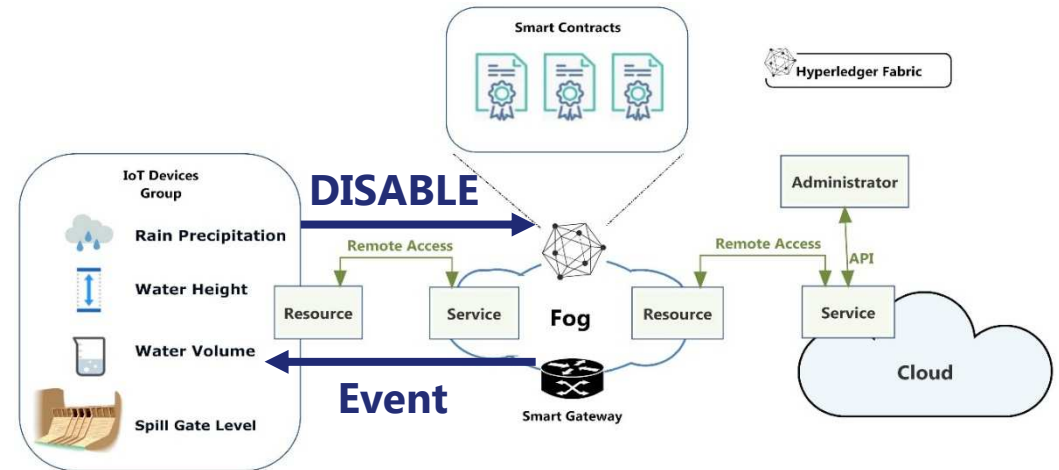 Smart Contracts
Hyperledger Fabric
IoT Devices
Group
DISABLE
Administrator
Rain Precipitation
Remote Access
Remote Access
API
Water Height
Resource
Service
Fog
Resource
Service
Water Volume
Cloud
Event
Smart Gateway
Spill Gate Level